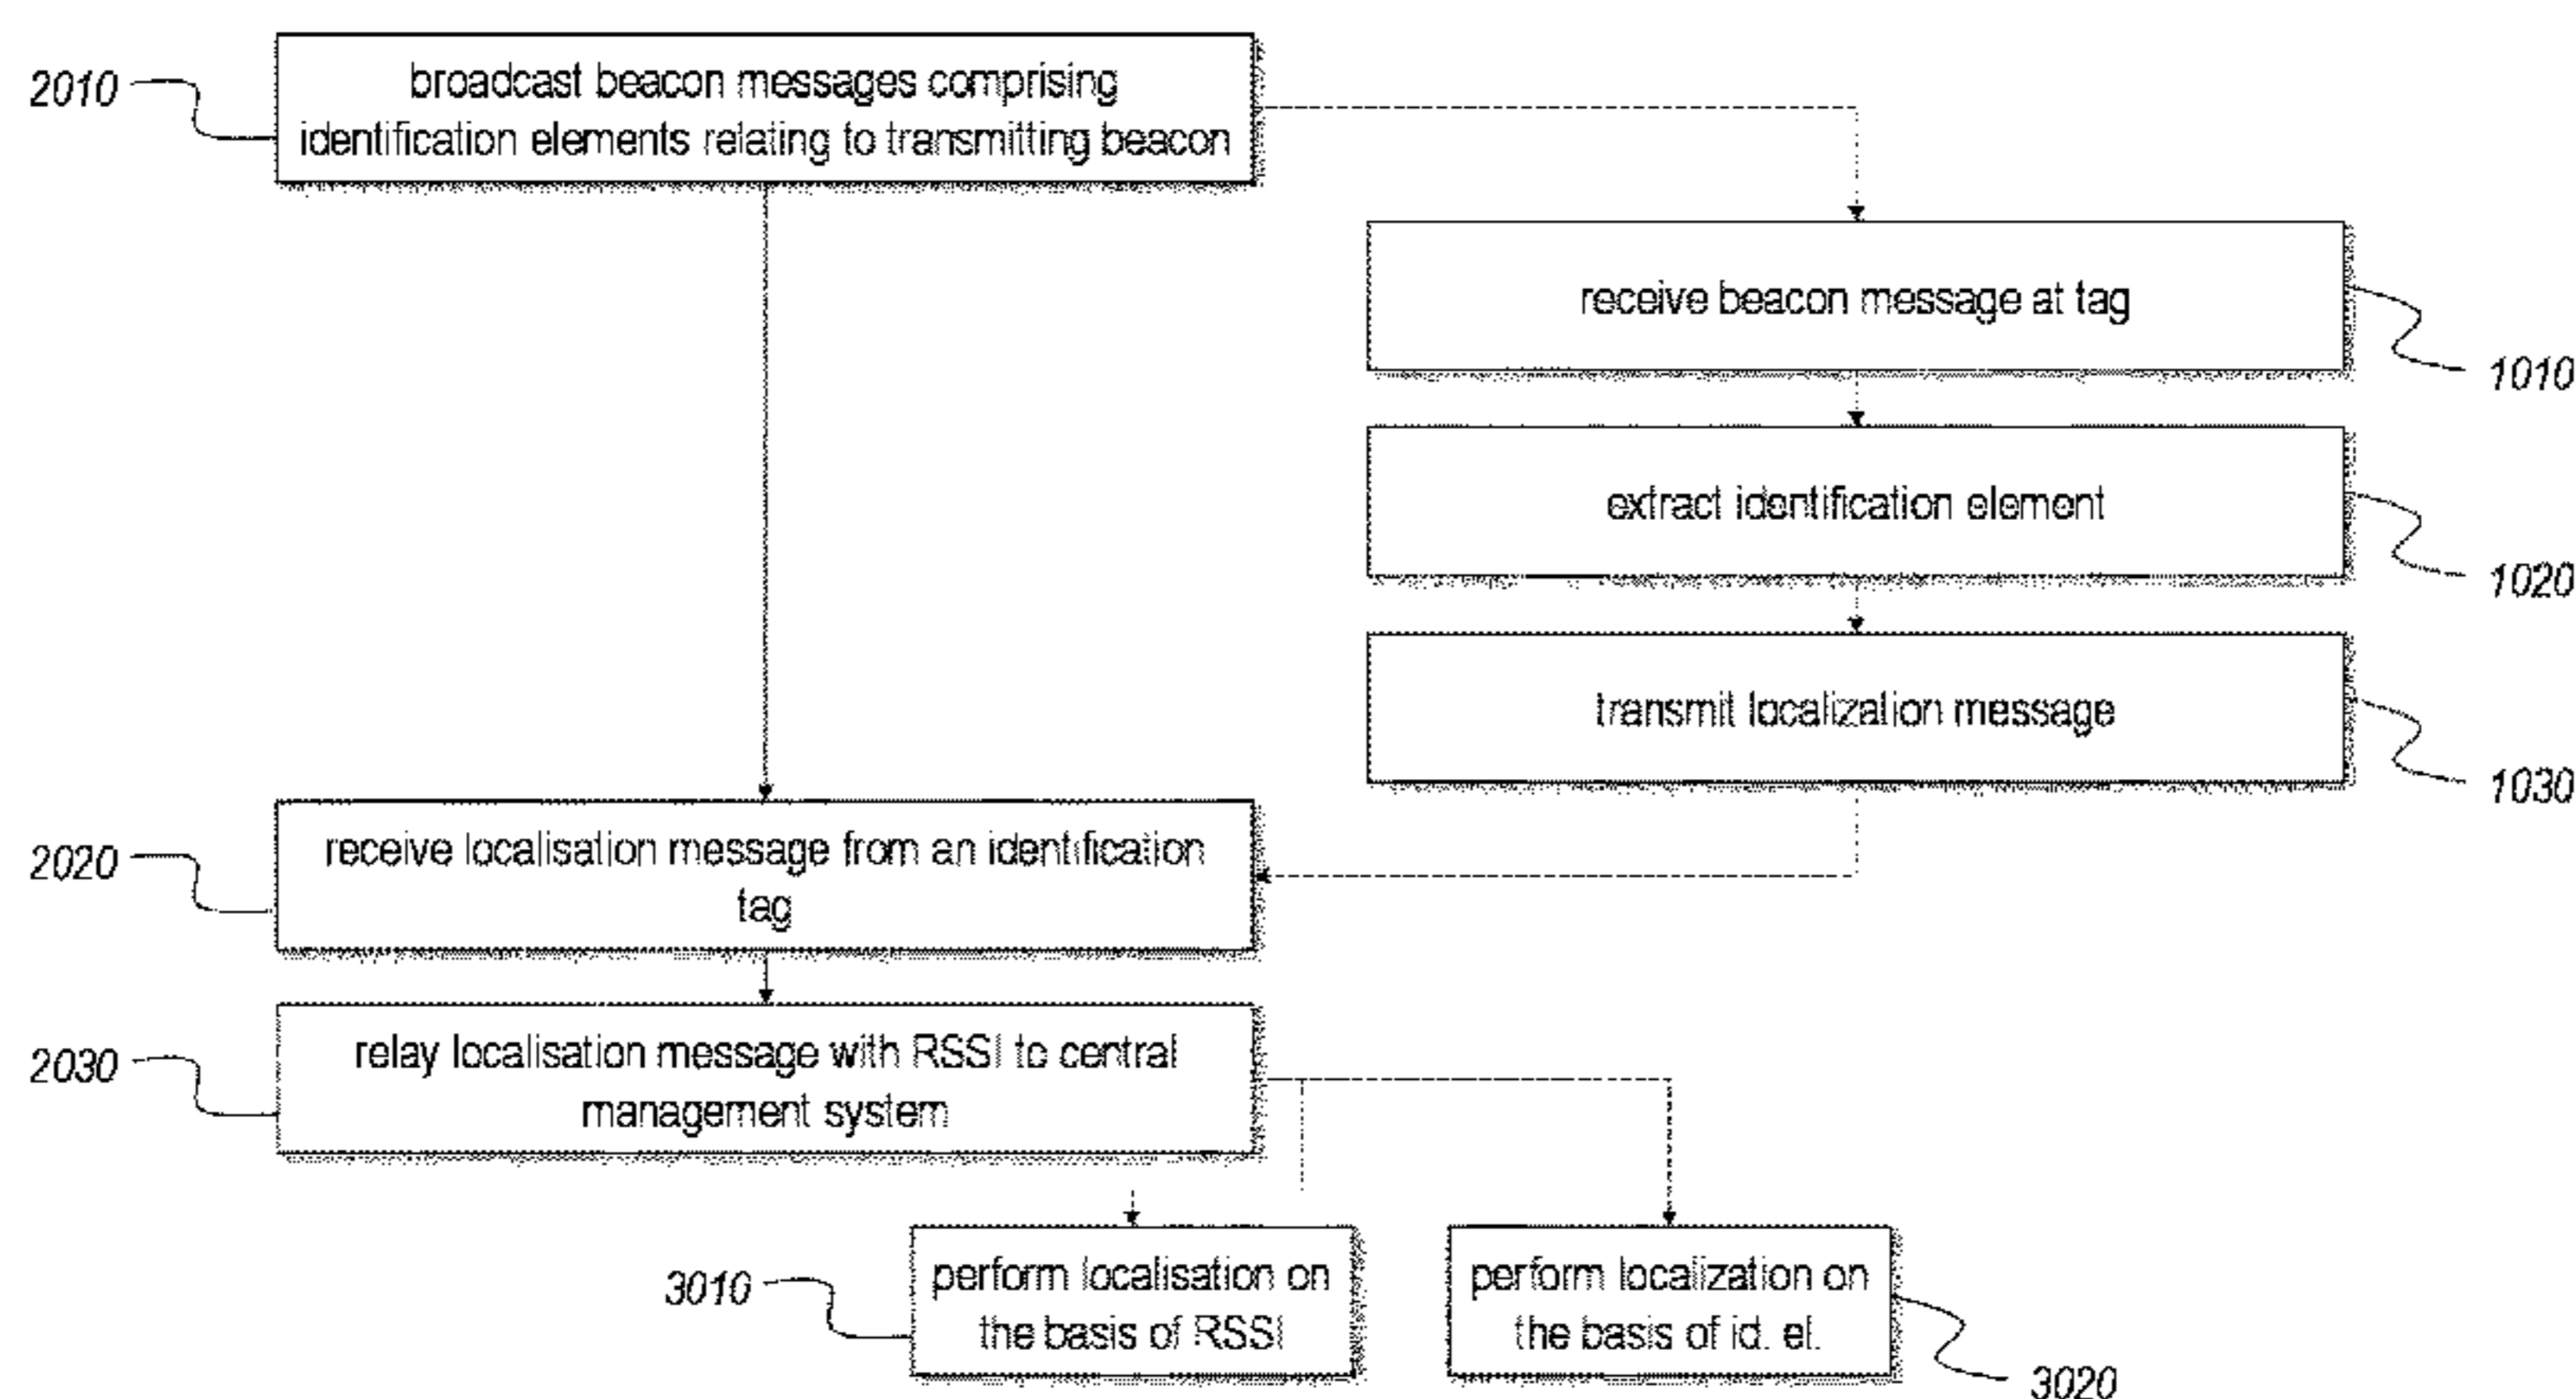 2010
broadcast beacon messages comprising
identification elements relating to transmitting beacon
receive beacon message at tag
1010
extract identification element
1020
transmit localization message
1030
2020
receive localisation message from an identification
tag
2030
relay localisation message with RSSI to central
management system
3010
perform localisation on
the basis of RSSI
perform localization on
the basis of id. el.
3020